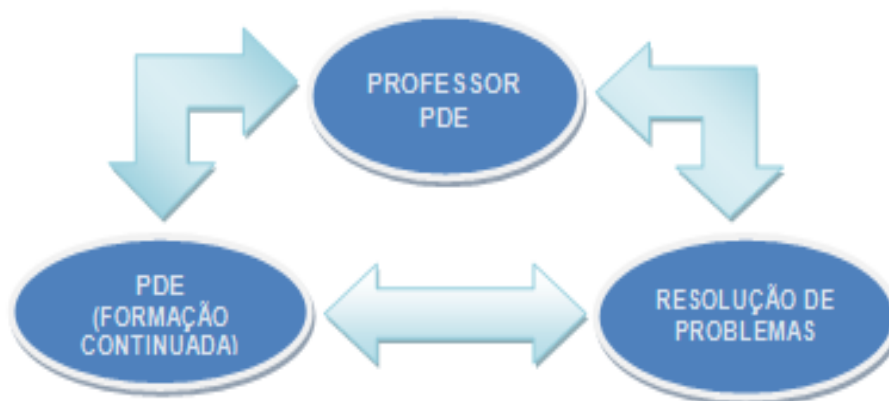 PROFESSOR
PDE
PDE
(FORMAÇÃO
CONTINUADA)
RESOLUÇÃO DE
PROBLEMAS